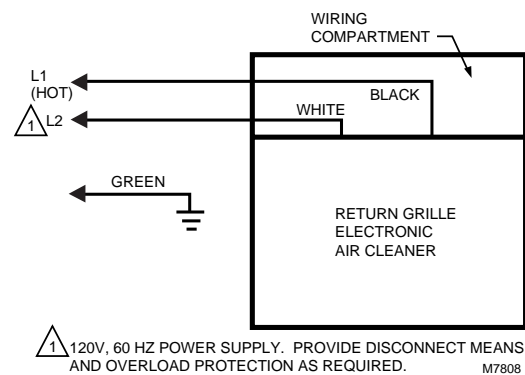 WIRING
COMPARTMENT
L1
(HOT)
BLACK
1
L2
WHITE
GREEN
RETURN GRILLE
ELECTRONIC
AIR CLEANER
1 120V, 60 HZ POWER SUPPLY. PROVIDE DISCONNECT MEANS
AND OVERLOAD PROTECTION AS REQUIRED.
M7808